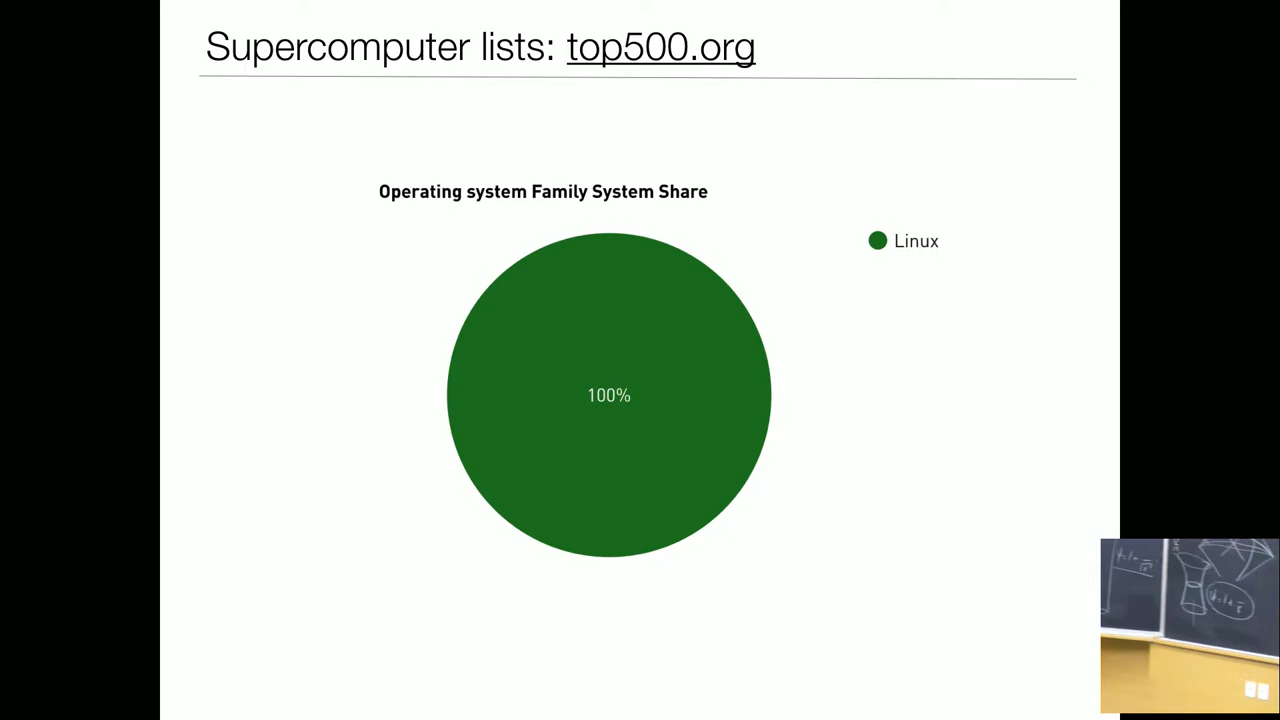 Supercomputer lists: top500.org
Operating system Family System Share
Linux
100%